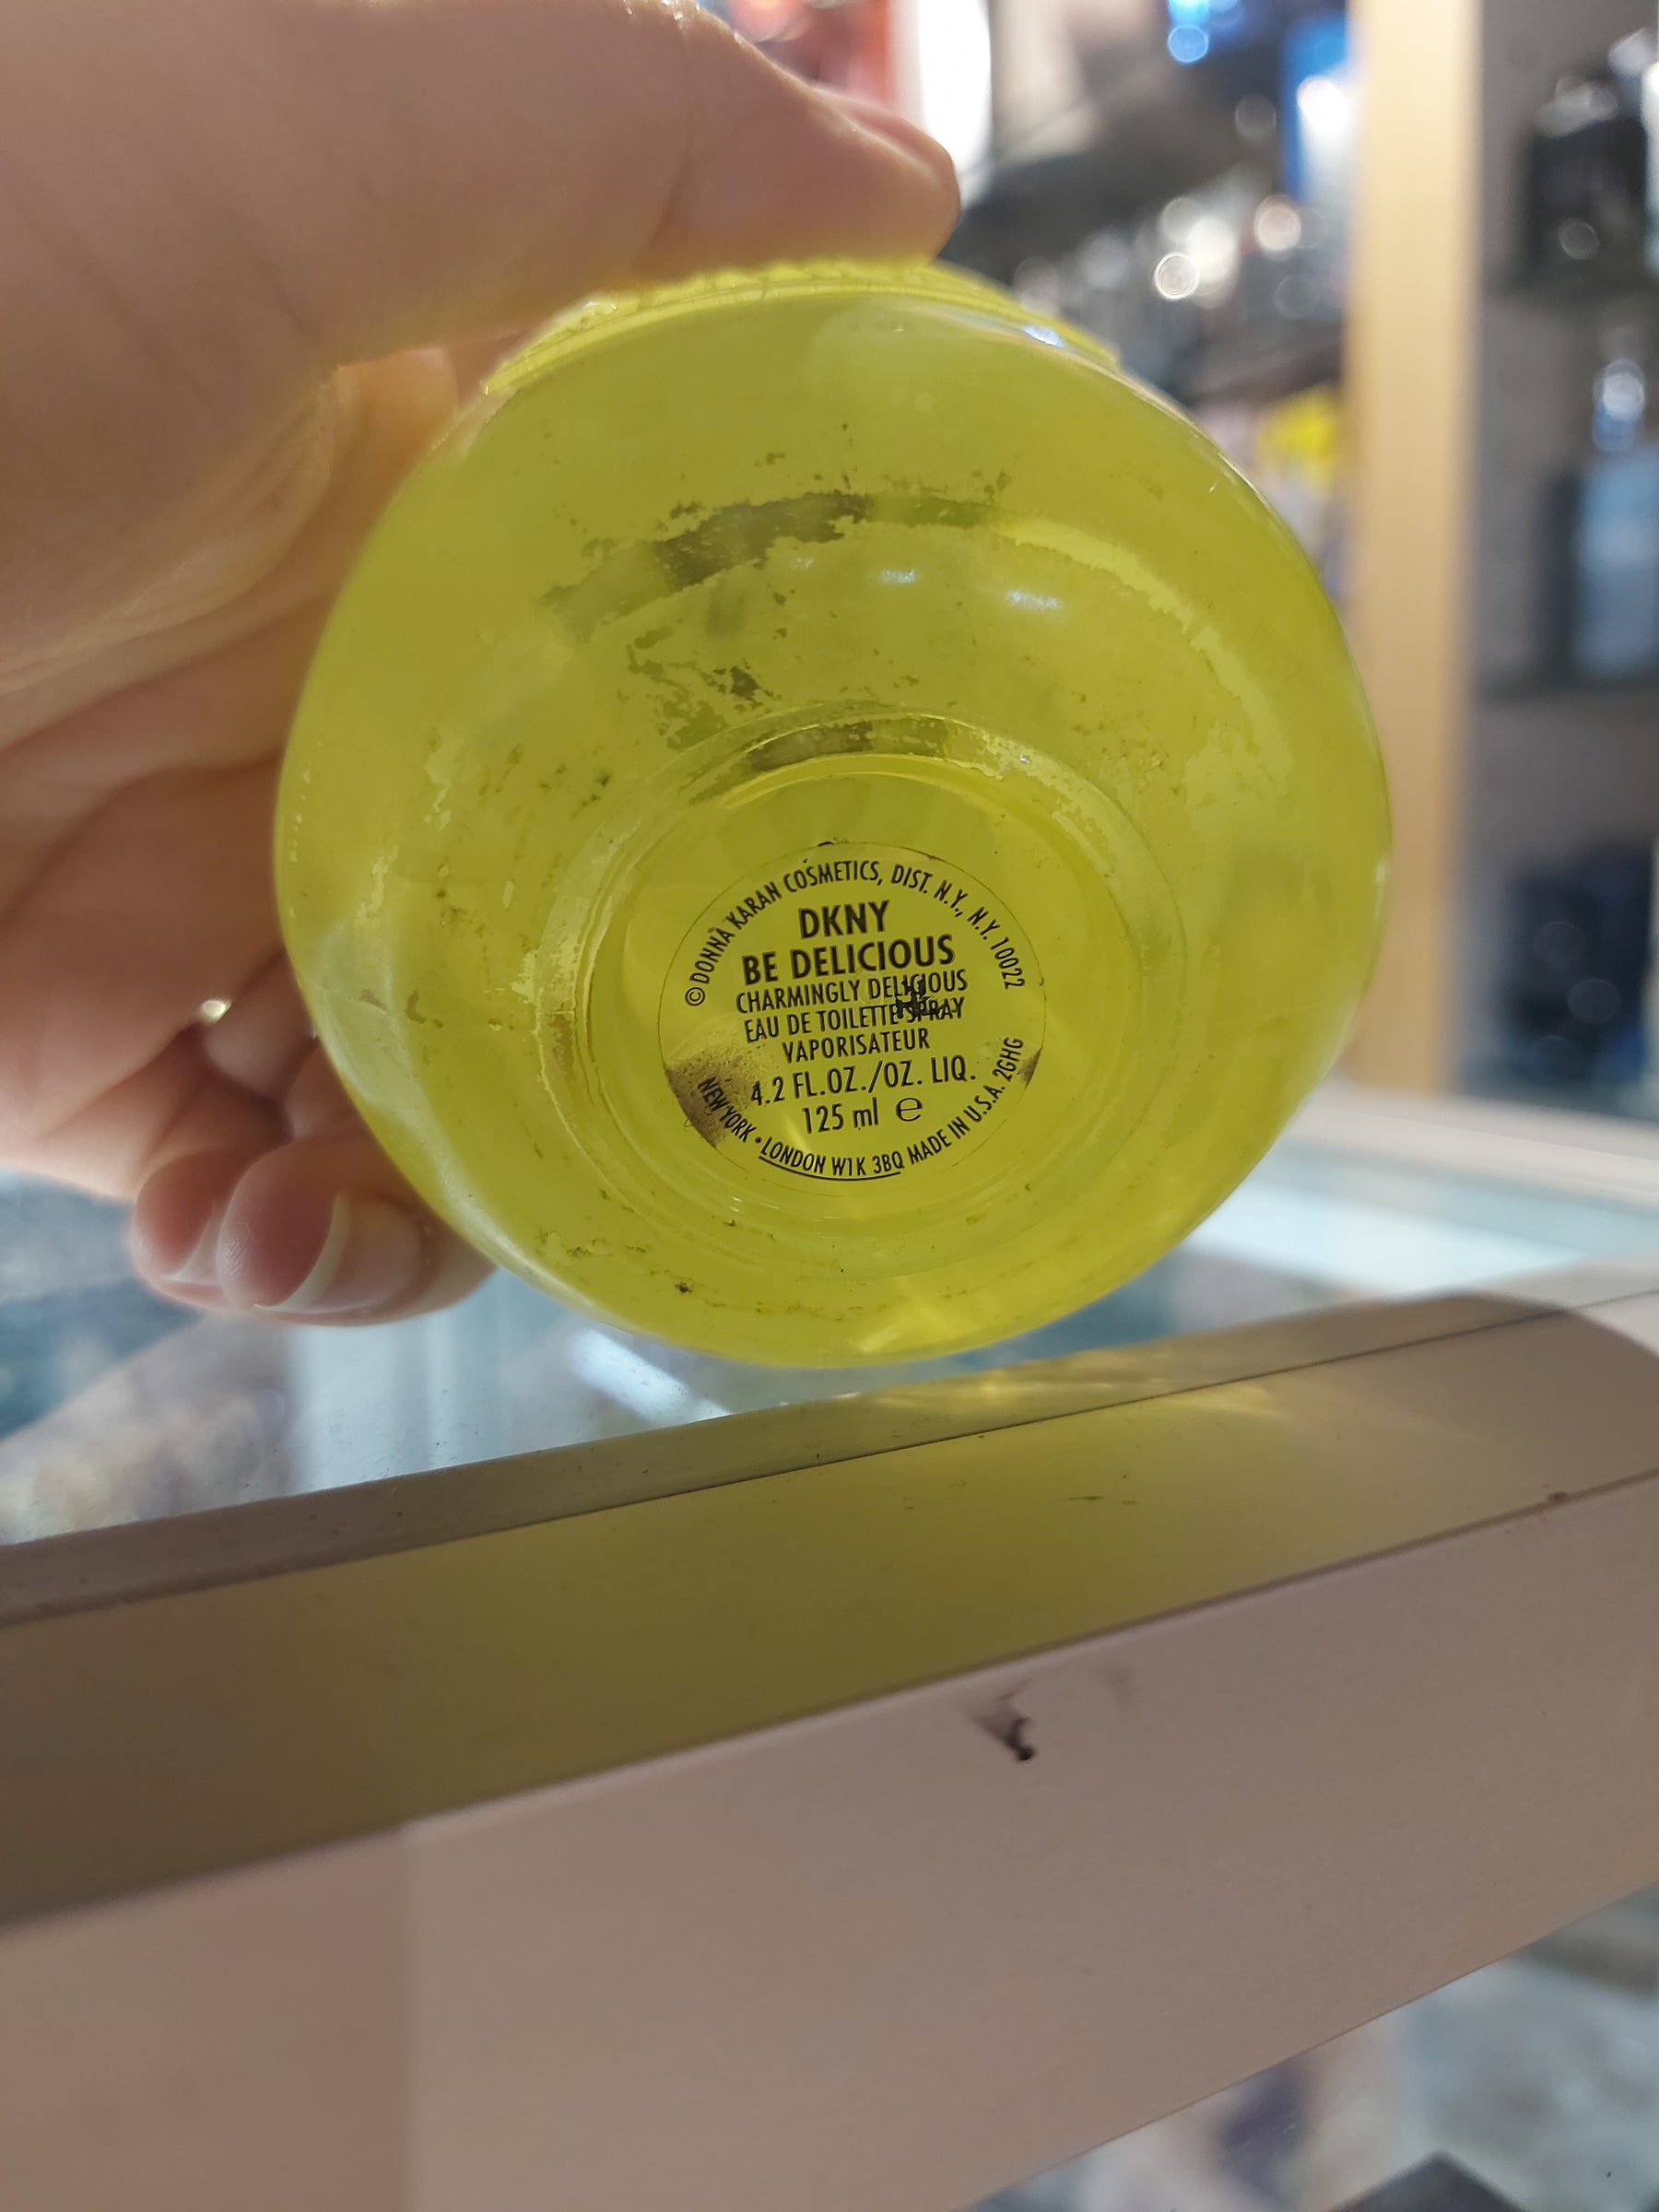 © DONNA KARAN COSMETICS, DIST. N.Y., N.Y. 10022
DKNY
BE DELICIOUS
CHARMINGLY DELICIOUS
EAU DE TOILETTE SPRAY
VAPORISATEUR
4.2 FL.OZ./OZ. LIQ.
125 ml ℮
NEW YORK • LONDON W1K 3BQ MADE IN U.S.A. 2GHG